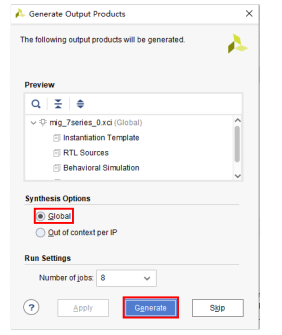 Generate Output Products
The following output products will be generated.
Preview
mig_7series_0.xci (Global)
Instantiation Template
RTL Sources
Behavioral Simulation
Synthesis Options
Global
Out of context per IP
Run Settings
Number of jobs: 8
? Apply Generate Skip